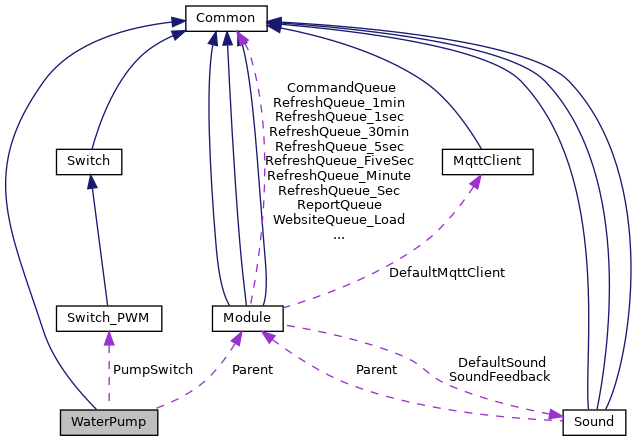 Common
CommandQueue
RefreshQueue_1min
RefreshQueue_1sec
RefreshQueue_30min
RefreshQueue_5sec
RefreshQueue_FiveSec
RefreshQueue_Minute
RefreshQueue_Sec
ReportQueue
WebsiteQueue_Load
...
Switch
MqttClient
DefaultMqttClient
Switch_PWM
Module
PumpSwitch
Parent
Parent
DefaultSound
SoundFeedback
WaterPump
Sound